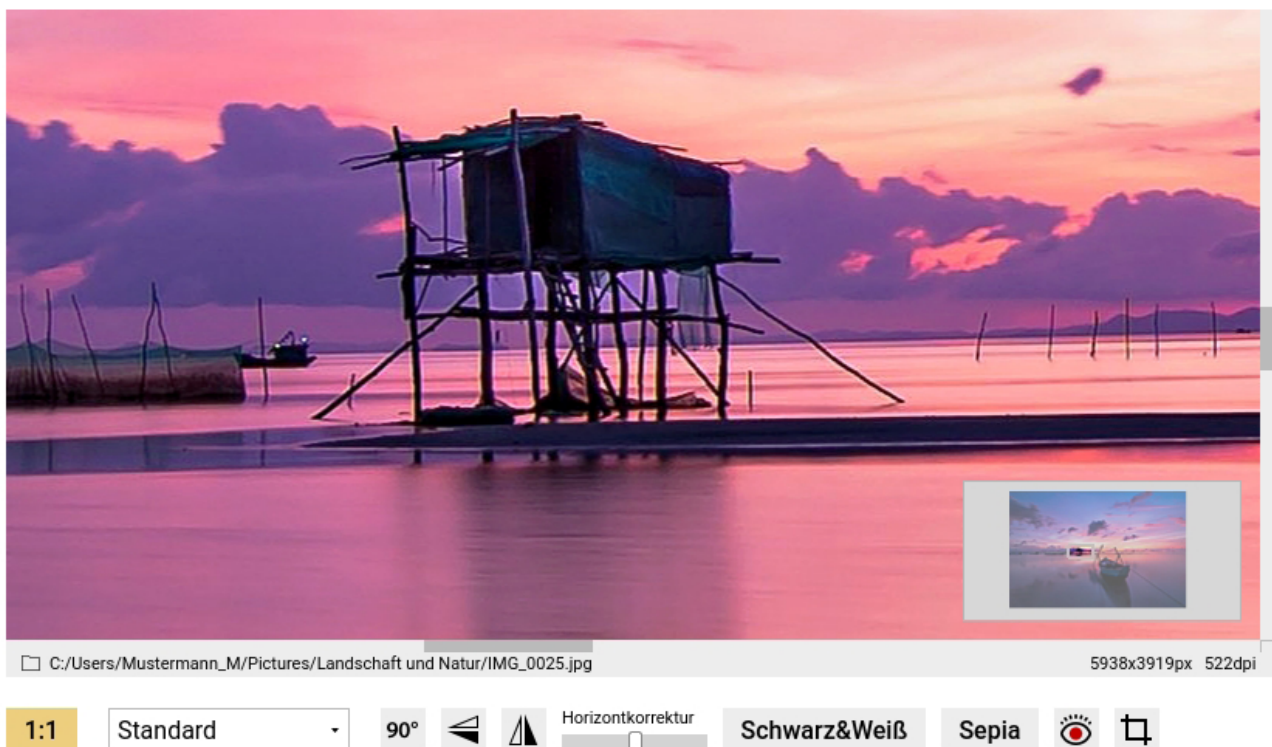 C:/Users/Mustermann_M/Pictures/Landschaft und Natur/IMG_0025.jpg 5938x3919px 522dpi
Horizontkorrektur
1:1 Standard 90° Schwarz&Weiß Sepia